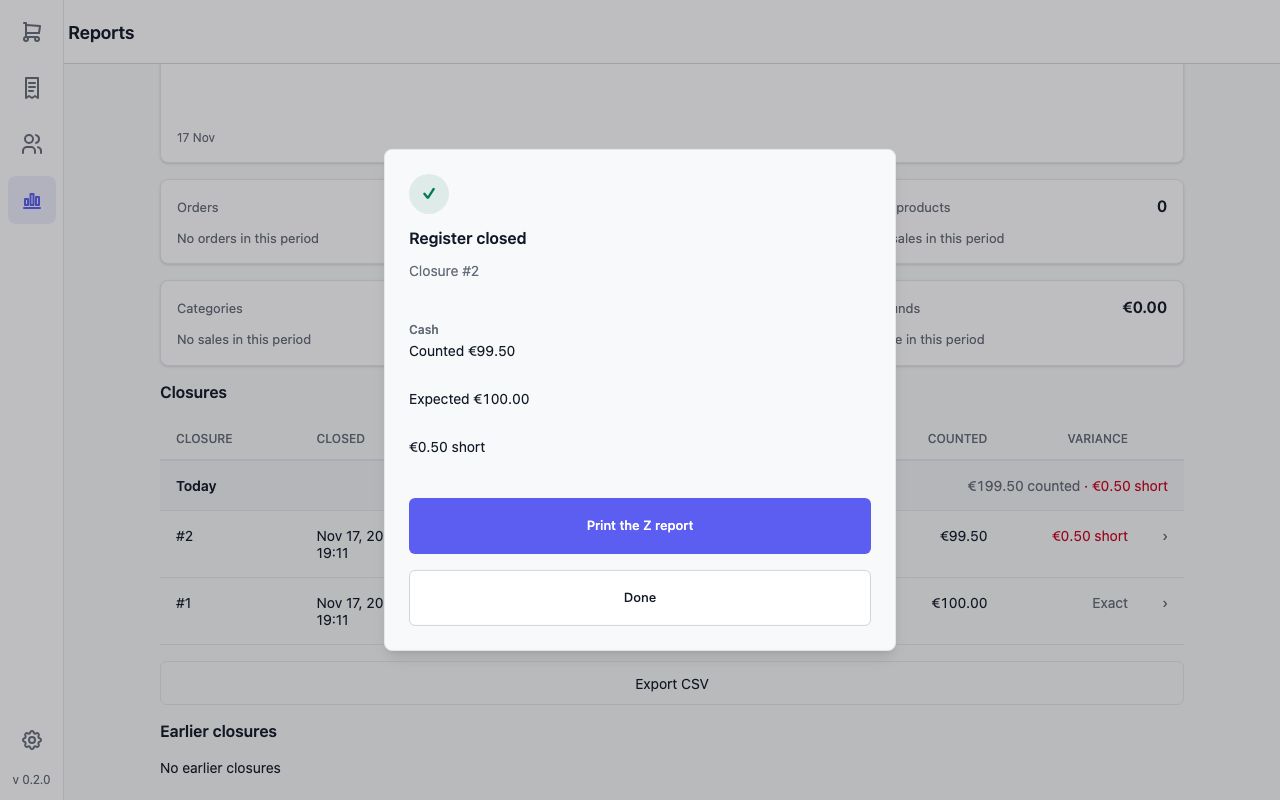 Reports
17 Nov
Orders
No orders in this period
products
0
sales in this period
Categories
No sales in this period
€0.00
in this period
Register closed
Closure #2
Cash
Counted €99.50
Expected €100.00
€0.50 short
Print the Z report
Done
Closures
CLOSURE
CLOSED
COUNTED
VARIANCE
Today
€199.50 counted · €0.50 short
#2
Nov 17, 20
19:11
€99.50
€0.50 short
›
#1
Nov 17, 20
19:11
€100.00
Exact
›
Export CSV
Earlier closures
No earlier closures
v 0.2.0